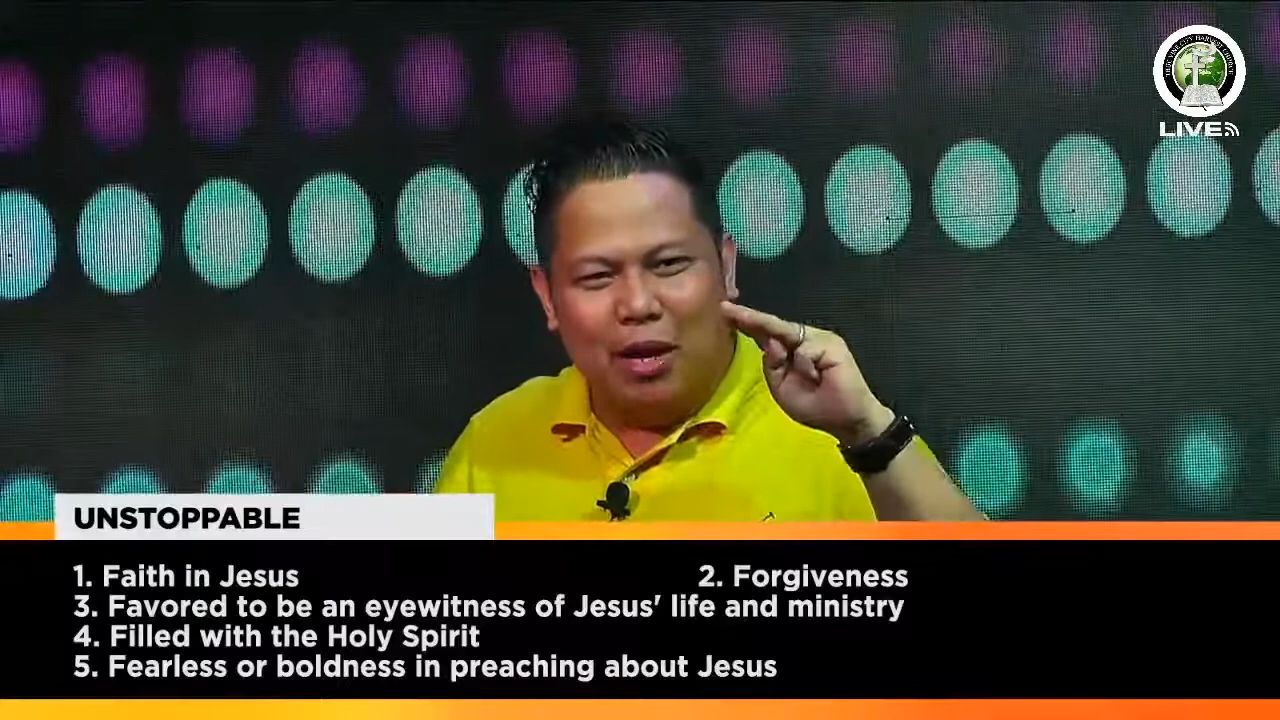 LIVE
UNSTOPPABLE
1. Faith in Jesus 2. Forgiveness
3. Favored to be an eyewitness of Jesus' life and ministry
4. Filled with the Holy Spirit
5. Fearless or boldness in preaching about Jesus